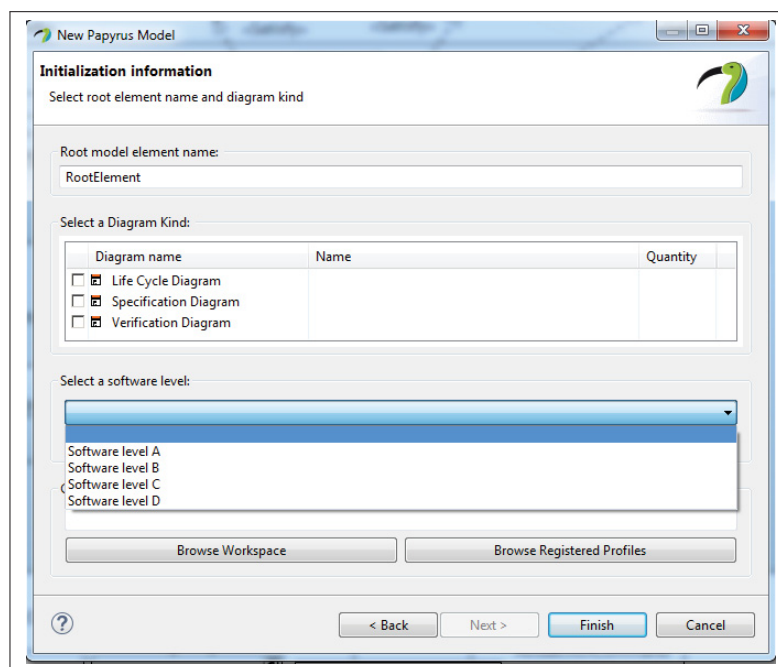 New Papyrus Model
Initialization information
Select root element name and diagram kind
Root model element name:
RootElement
Select a Diagram Kind:
Diagram name Name Quantity
Life Cycle Diagram
Specification Diagram
Verification Diagram
Select a software level:
Software level A
Software level B
Software level C
Software level D
Browse Workspace Browse Registered Profiles
? < Back Next > Finish Cancel